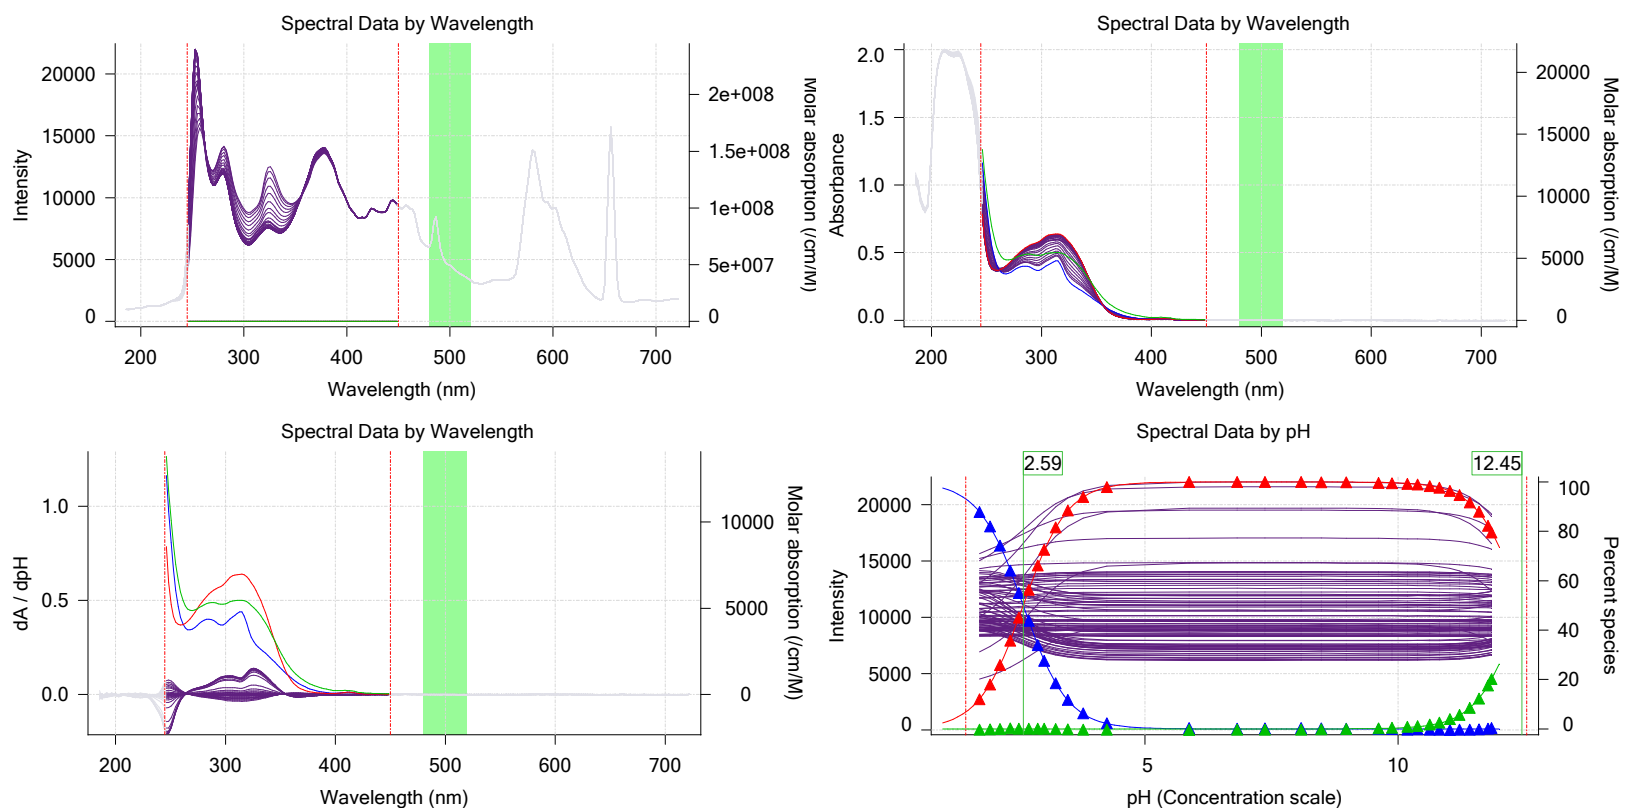 Spectral Data by Wavelength
Intensity
20000
15000
10000
5000
0
2e+008
1.5e+008
1e+008
5e+007
0
Molar absorption (/cm/M)
200 300 400 500 600 700
Wavelength (nm)
Spectral Data by Wavelength
Absorbance
2.0
1.5
1.0
0.5
0.0
20000
15000
10000
5000
0
Molar absorption (/cm/M)
200 300 400 500 600 700
Wavelength (nm)
Spectral Data by Wavelength
dA / dpH
1.0
0.5
0.0
10000
5000
0
Molar absorption (/cm/M)
200 300 400 500 600 700
Wavelength (nm)
Spectral Data by pH
2.59 12.45
Intensity
20000
15000
10000
5000
0
100
80
60
40
20
0
Percent species
5 10
pH (Concentration scale)